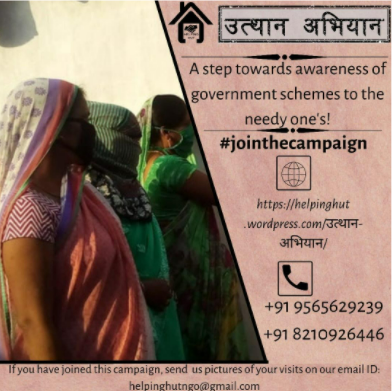 उत्थान अभियान
A step towards awareness of
government schemes to the
needy one's!
#jointhecampaign
https://helpinghut
.wordpress.com/उत्थान-
अभियान/
+91 9565629239
+91 8210926446
If you have joined this campaign, send us pictures of your visits on our email ID:
helpinghutngo@gmail.com